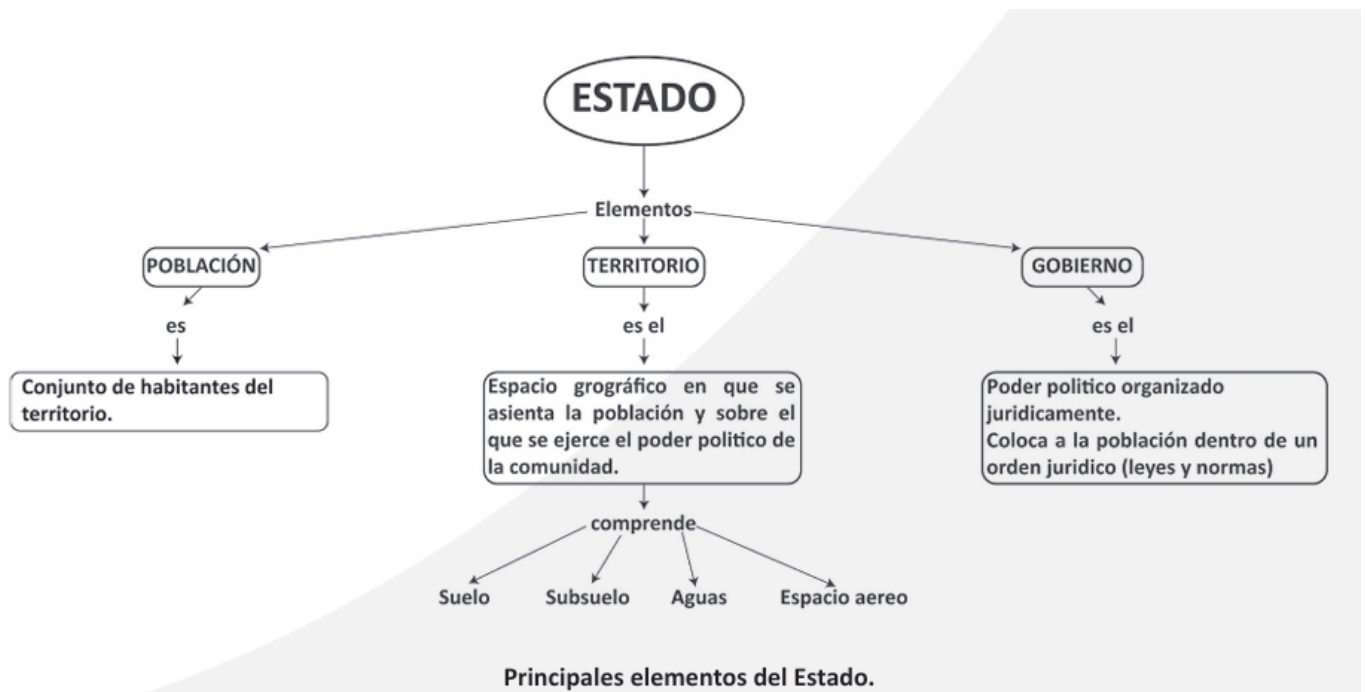 ESTADO
Elementos
POBLACIÓN
TERRITORIO
GOBIERNO
es
es el
es el
Conjunto de habitantes del
territorio.
Espacio grográfico en que se
asienta la población y sobre el
que se ejerce el poder politico de
la comunidad.
Poder politico organizado
juridicamente.
Coloca a la población dentro de un
orden juridico (leyes y normas)
comprende
Suelo
Subsuelo
Aguas
Espacio aereo
Principales elementos del Estado.